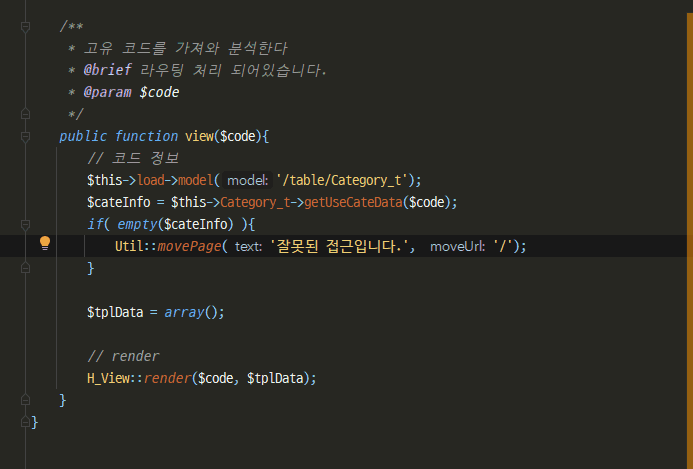 /**
 * 고유 코드를 가져와 분석한다
 * @brief 라우팅 처리 되어있습니다.
 * @param $code
 */
public function view($code){
// 코드 정보
$this->load->model( model: '/table/Category_t');
$cateInfo = $this->Category_t->getUseCateData($code);
if( empty($cateInfo) ){
Util::movePage( text: '잘못된 접근입니다.', moveUrl: '/');
}
$tplData = array();
// render
H_View::render($code, $tplData);
}
}